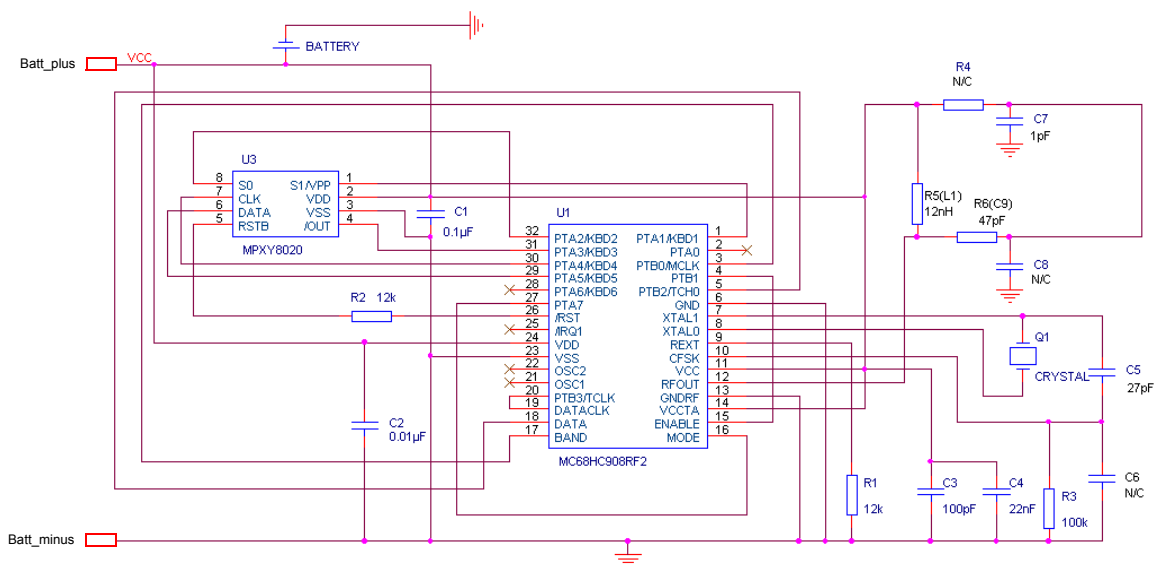 BATTERY
Batt_plus
VCC
R4
N/C
C7
1pF
U3
8 S0 S1/VPP 1
7 CLK VDD 2
6 DATA VSS 3
5 RSTB /OUT 4
MPXY8020
C1
0.1µF
R5(L1)
12nH
R6(C9)
47pF
C8
N/C
U1
32 PTA2/KBD2 PTA1/KBD1 1
31 PTA3/KBD3 PTA0 2
30 PTA4/KBD4 PTB0/MCLK 3
29 PTA5/KBD5 PTB1 4
28 PTA6/KBD6 PTB2/TCH0 5
27 PTA7 GND 6
26 /RST XTAL1 7
25 /IRQ1 XTAL0 8
24 VDD REXT 9
23 VSS CFSK 10
22 OSC2 VCC 11
21 OSC1 RFOUT 12
20 PTB3/TCLK GNDRF 13
19 DATACLK VCCTA 14
18 DATA ENABLE 15
17 BAND MODE 16
MC68HC908RF2
R2 12k
Q1
CRYSTAL
C5
27pF
C2
0.01µF
R1
12k
C3
100pF
C4
22nF
R3
100k
C6
N/C
Batt_minus